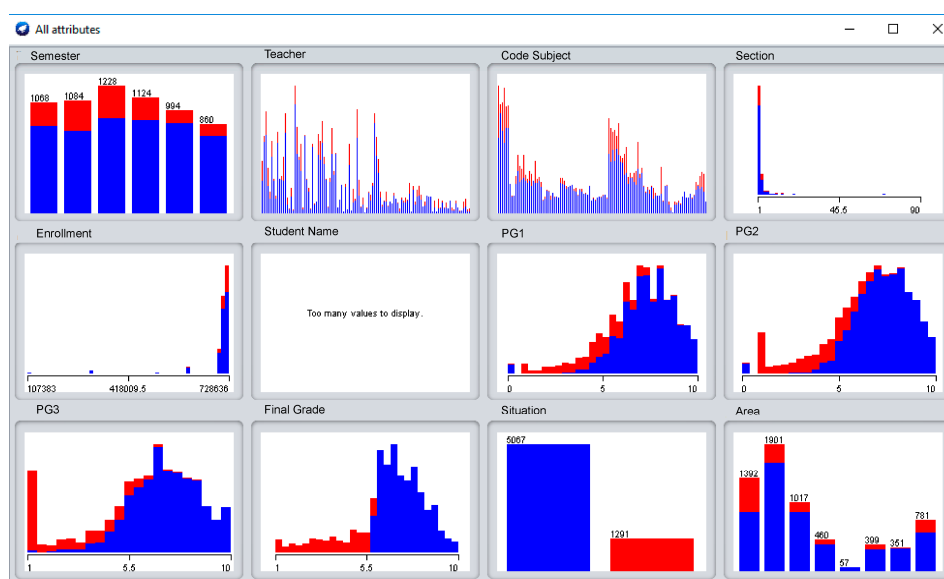 All attributes
Semester
Teacher
Code Subject
Section
1068
1084
1228
1124
994
860
1
46.5
90
Enrollment
Student Name
PG1
PG2
Too many values to display.
107383
418009.5
728636
0
5
10
0
5
10
PG3
Final Grade
Situation
Area
1
5.5
10
1
5.5
10
5067
1291
1392
1901
1017
460
57
399
351
781